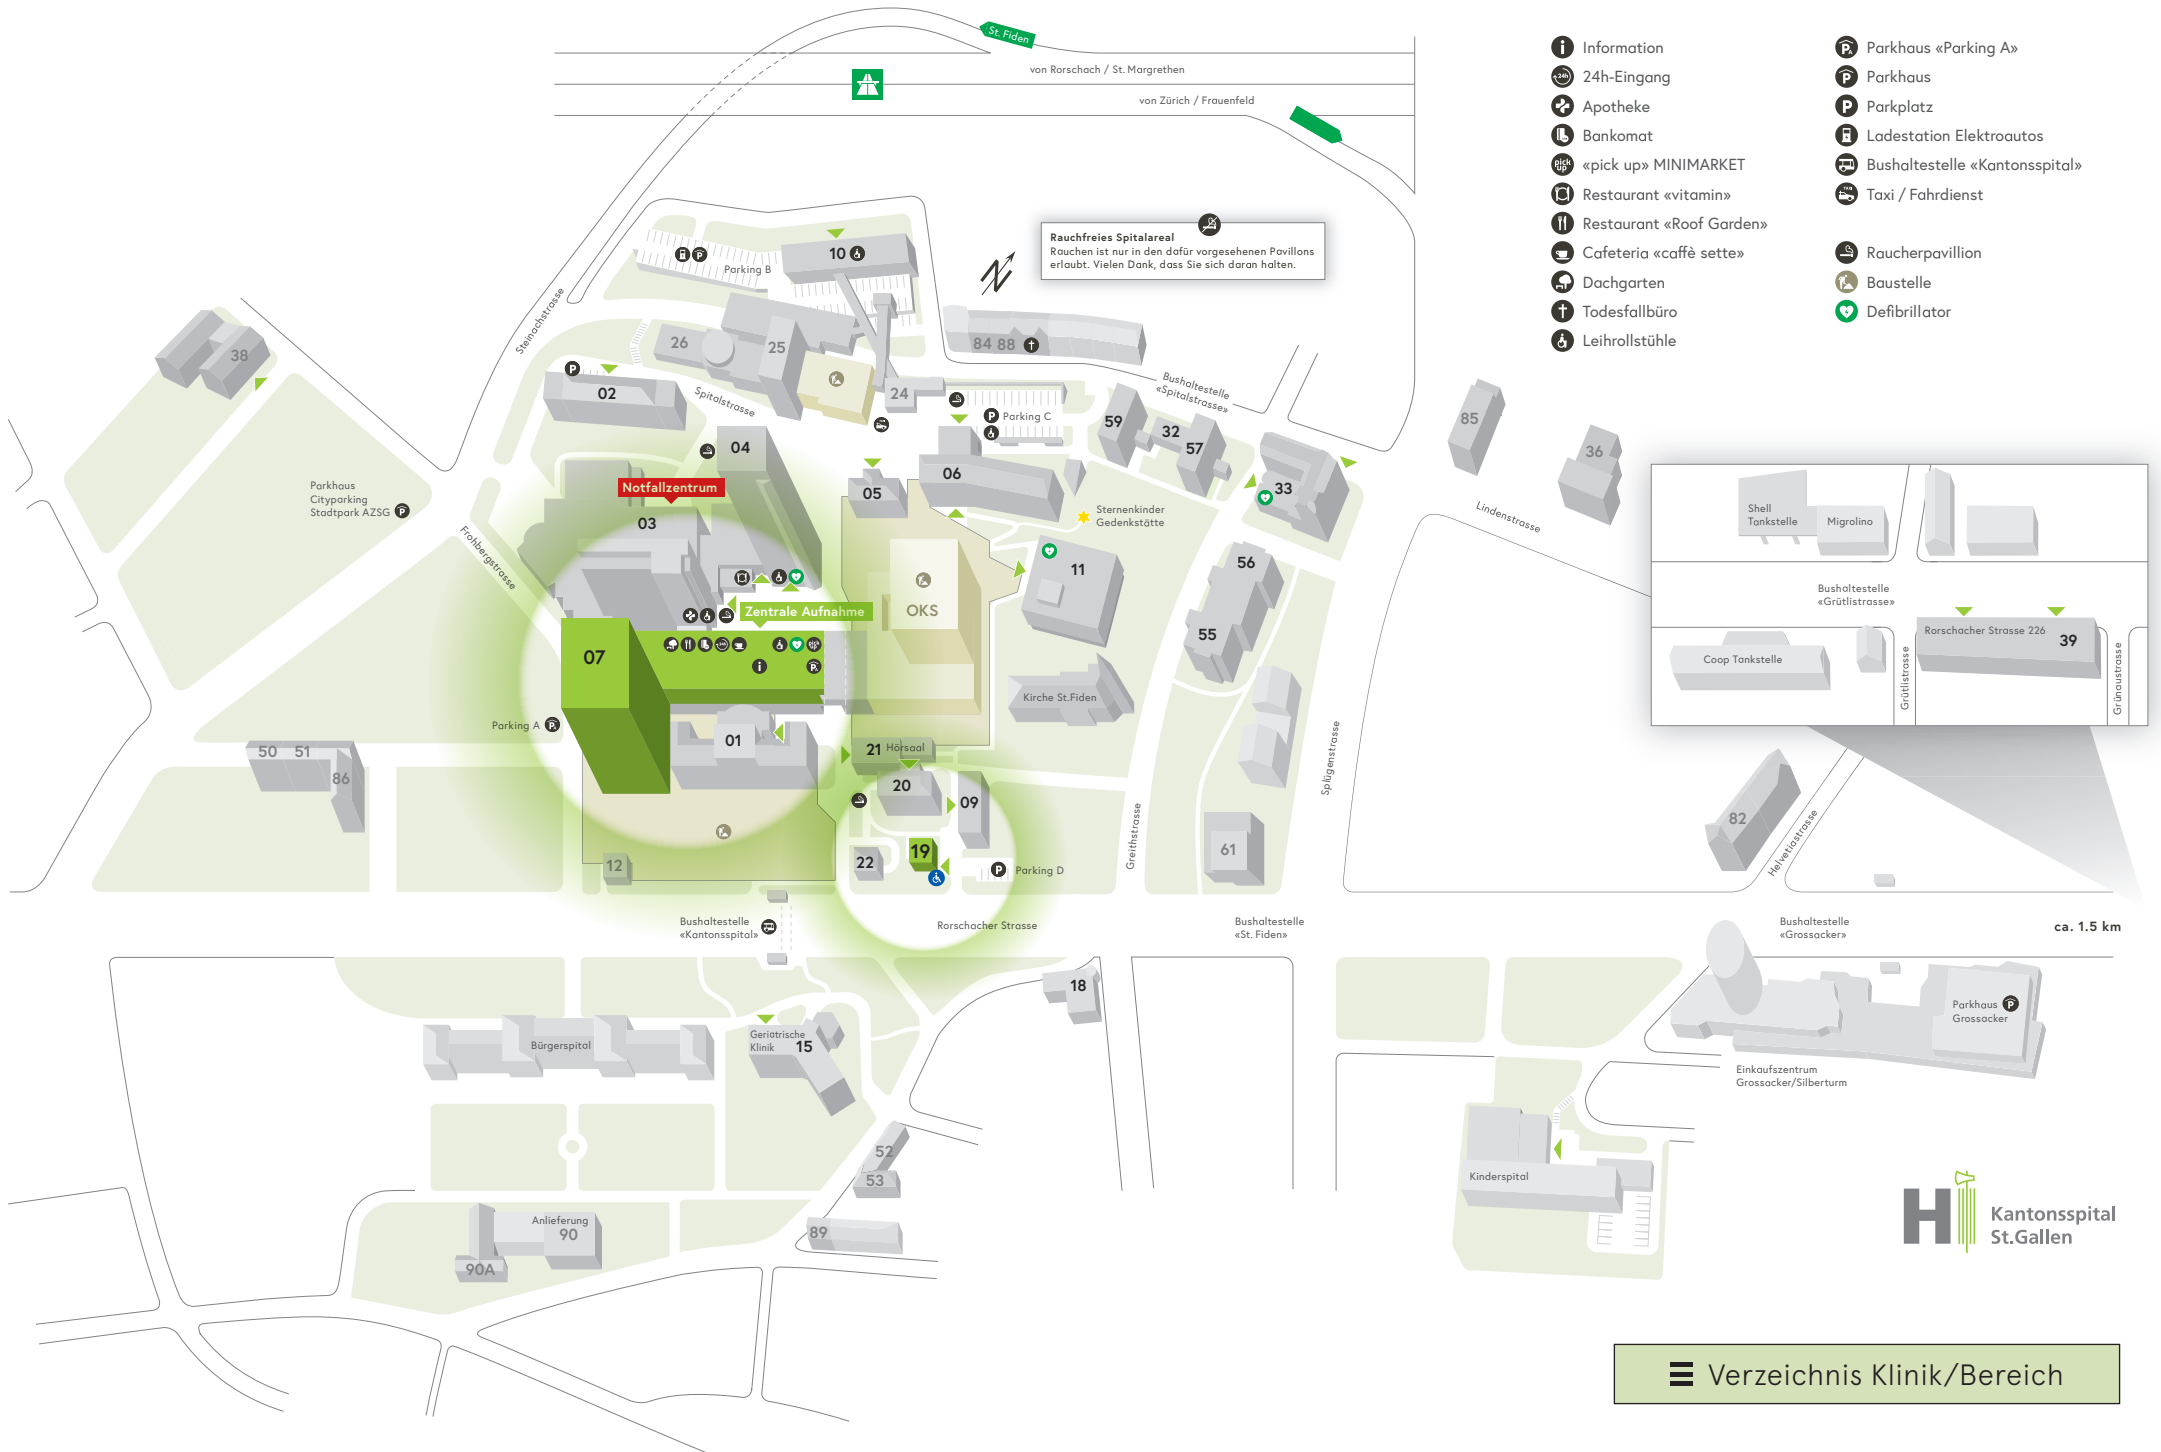 St. Fiden
von Rorschach / St. Margrethen
von Zürich / Frauenfeld
Information
24h-Eingang
Apotheke
Bankomat
«pick up» MINIMARKET
Restaurant «vitamin»
Restaurant «Roof Garden»
Cafeteria «caffè sette»
Dachgarten
Todesfallbüro
Leihrollstühle
Parkhaus «Parking A»
Parkhaus
Parkplatz
Ladestation Elektroautos
Bushaltestelle «Kantonsspital»
Taxi / Fahrdienst
Raucherpavillion
Baustelle
Defibrillator
Rauchfreies Spitalareal
Rauchen ist nur in den dafür vorgesehenen Pavillons
erlaubt. Vielen Dank, dass Sie sich daran halten.
N
Parking B
10
Steinachstrasse
38
26
25
84 88
02
Spitalstrasse
24
Parking C
Bushaltestelle
«Spitalstrasse»
59
32
57
85
36
04
06
05
33
Parkhaus
Cityparking
Stadtpark AZSG
Notfallzentrum
03
Sternenkinder
Gedenkstätte
Lindenstrasse
Frohbergstrasse
11
56
OKS
Zentrale Aufnahme
55
07
Kirche St.Fiden
Shell
Tankstelle
Migrolino
Bushaltestelle
«Grütlistrasse»
Rorschacher Strasse 226
39
Coop Tankstelle
Grütlistrasse
Grünaustrasse
Parking A
01
21 Hörsaal
50 51
86
20
09
Splügenstrasse
Greithstrasse
82
Helvetiastrasse
61
12
22
19
Parking D
Bushaltestelle
«Kantonsspital»
Rorschacher Strasse
Bushaltestelle
«St. Fiden»
Bushaltestelle
«Grossacker»
ca. 1.5 km
18
Parkhaus
Grossacker
Bürgerspital
Geriatrische
Klinik
15
Einkaufszentrum
Grossacker/Silberturm
52
53
Kinderspital
89
Anlieferung
90
90A
Kantonsspital
St.Gallen
Verzeichnis Klinik/Bereich